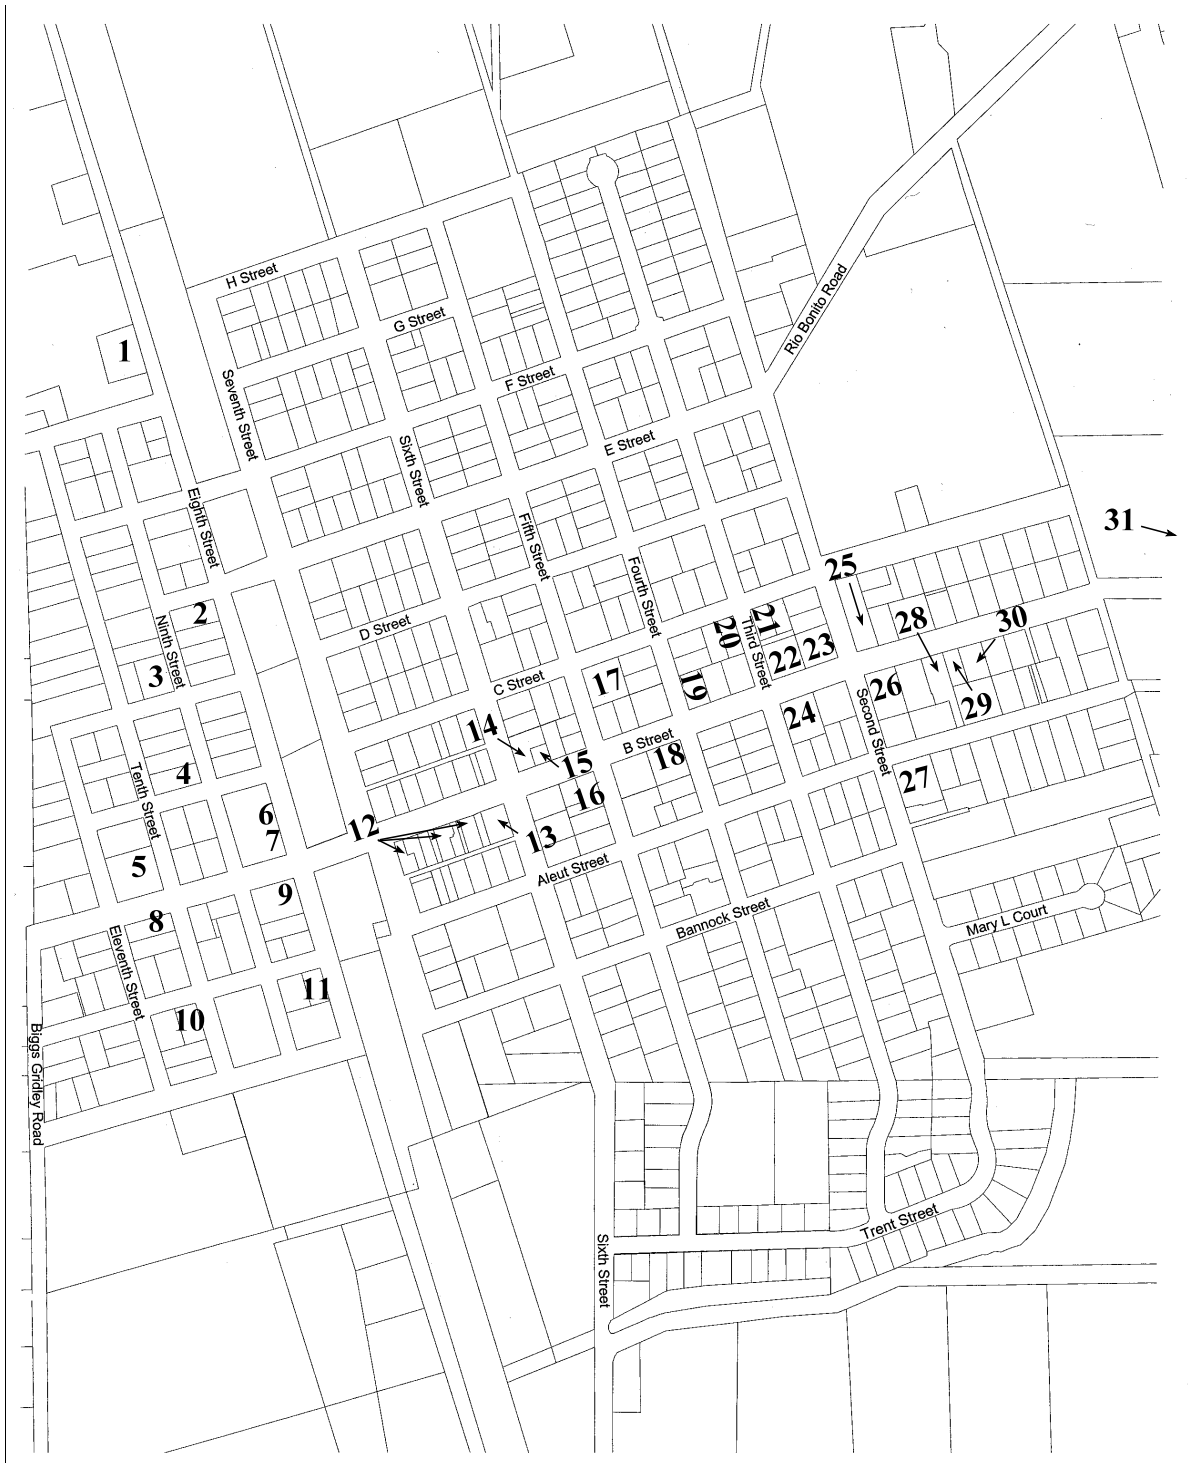 H Street
G Street
Rio Bonito Road
1
Seventh Street
F Street
Sixth Street
E Street
Eighth Street
Fifth Street
31
Fourth Street
25
2
Ninth Street
D Street
20
21
Third Street
28
30
3
C Street
17
19
22
23
26
29
14
24
Second Street
B Street
18
15
4
Tenth Street
27
16
6
7
12
13
5
Aleut Street
9
8
Eleventh Street
Bannock Street
Mary L Court
11
10
Biggs Gridley Road
Trent Street
Sixth Street